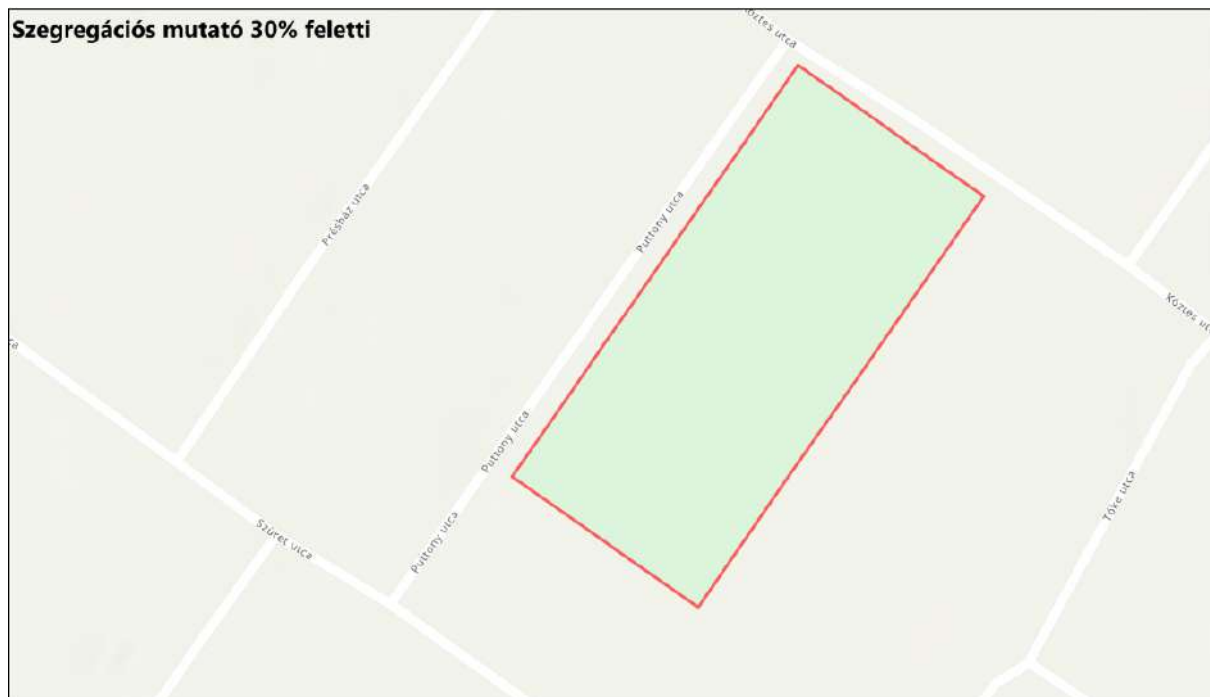 Szegregációs mutató 30% feletti
Köztes utca
Présház utca
Puttony utca
Köztes utca
Puttony utca
Tőke utca
Szüret utca
Puttony utca